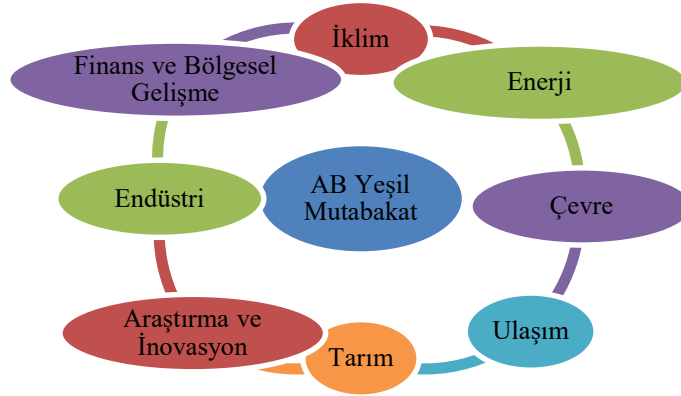 İklim
Finans ve Bölgesel
Gelişme
Enerji
Endüstri
AB Yeşil
Mutabakat
Çevre
Araştırma ve
İnovasyon
Tarım
Ulaşım